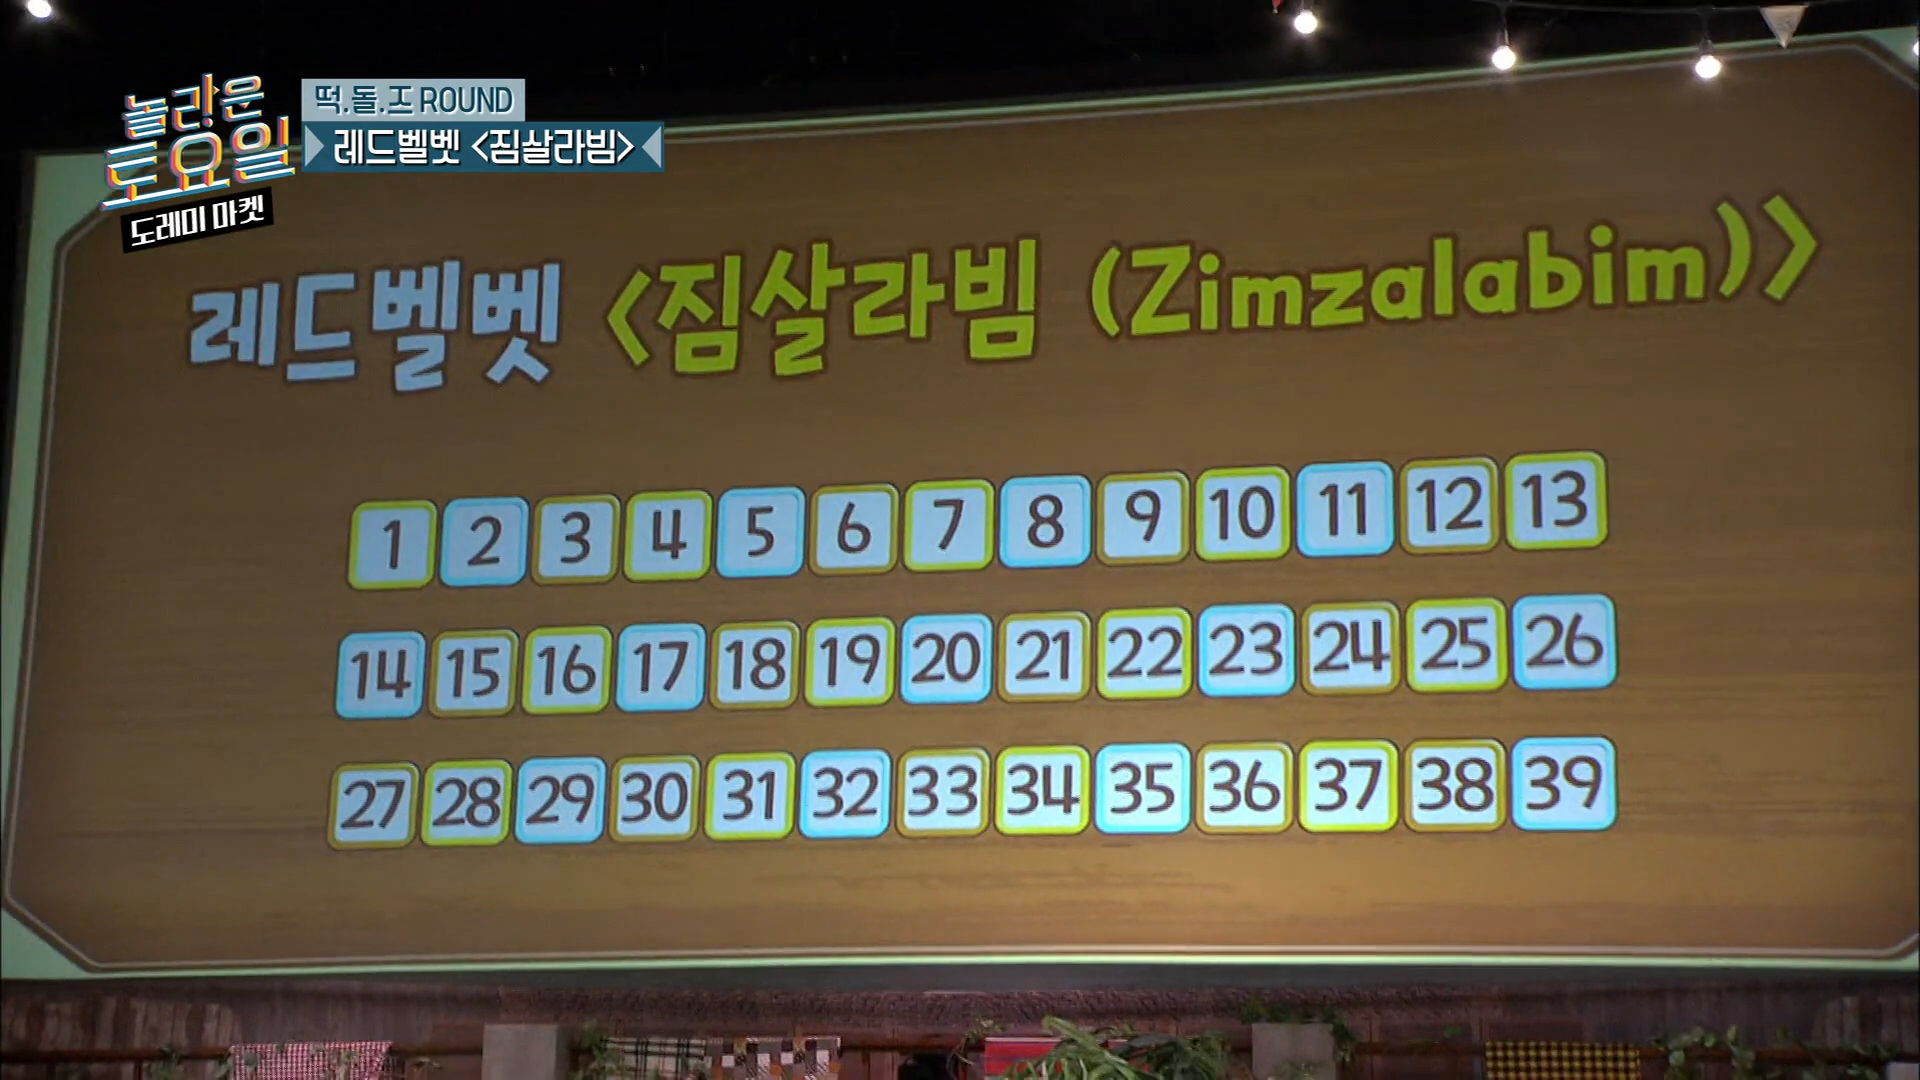 놀라운
토요일
도레미 마켓
떡.돌.즈 ROUND
레드벨벳 <짐살라빔>
레드벨벳 <짐살라빔 (Zimzalabim)>
1 2 3 4 5 6 7 8 9 10 11 12 13
14 15 16 17 18 19 20 21 22 23 24 25 26
27 28 29 30 31 32 33 34 35 36 37 38 39